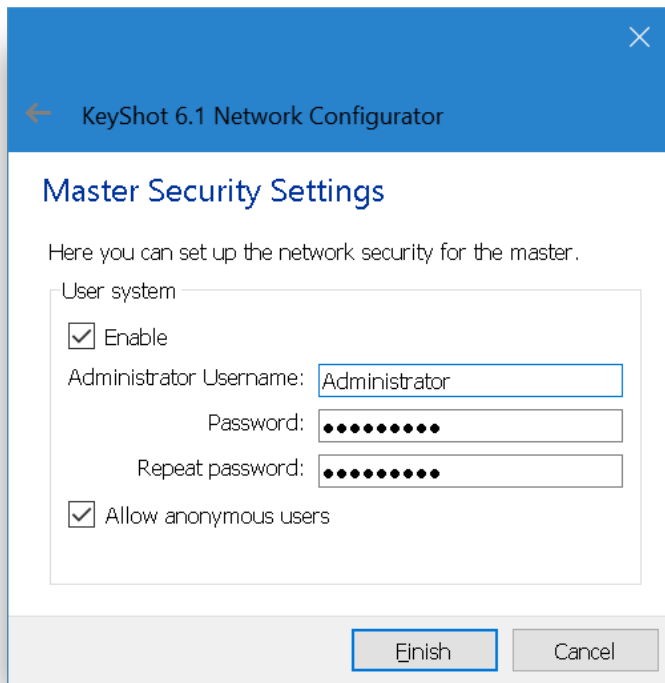 KeyShot 6.1 Network Configurator
Master Security Settings
Here you can set up the network security for the master.
User system
Enable
Administrator Username: Administrator
Password: ●●●●●●●●●
Repeat password: ●●●●●●●●●
Allow anonymous users
Finish Cancel